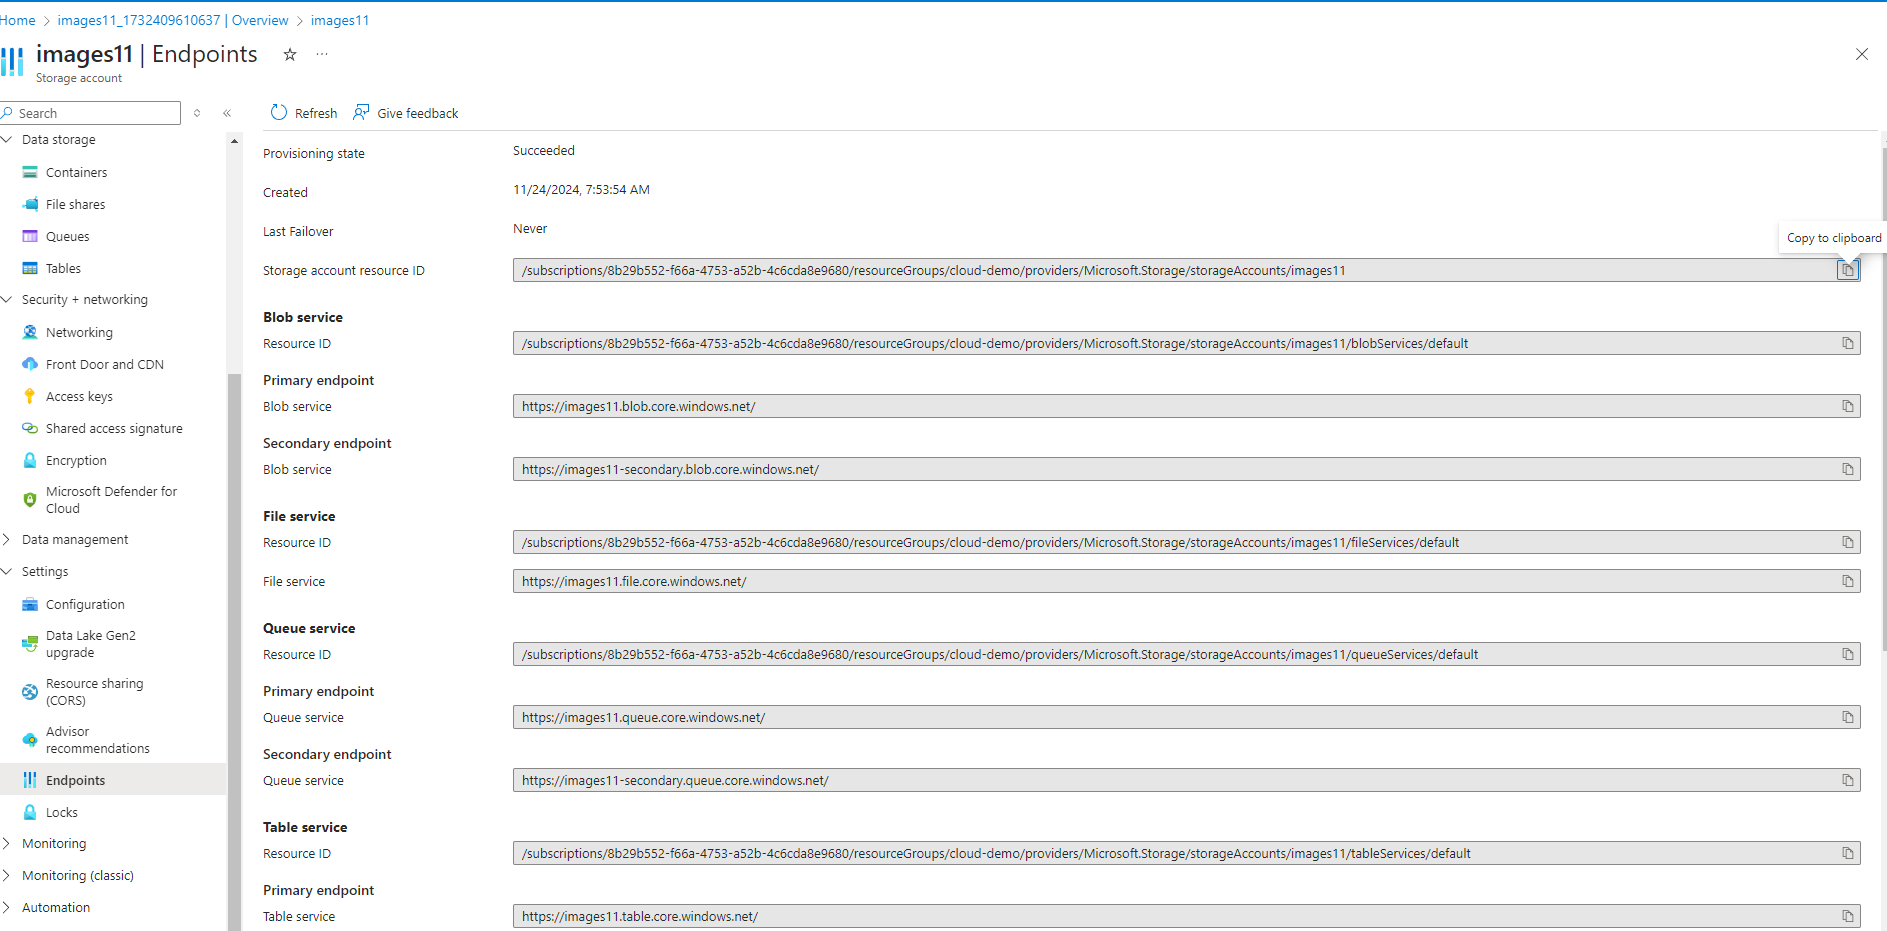 Home > images11_1732409610637 | Overview > images11
images11 | Endpoints
Storage account
Search
Data storage
Containers
File shares
Queues
Tables
Security + networking
Networking
Front Door and CDN
Access keys
Shared access signature
Encryption
Microsoft Defender for
Cloud
Data management
Settings
Configuration
Data Lake Gen2
upgrade
Resource sharing
(CORS)
Advisor
recommendations
Endpoints
Locks
Monitoring
Monitoring (classic)
Automation
Refresh Give feedback
Provisioning state Succeeded
Created 11/24/2024, 7:53:54 AM
Last Failover Never
Copy to clipboard
Storage account resource ID /subscriptions/8b29b552-f66a-4753-a52b-4c6cda8e9680/resourceGroups/cloud-demo/providers/Microsoft.Storage/storageAccounts/images11
Blob service
Resource ID /subscriptions/8b29b552-f66a-4753-a52b-4c6cda8e9680/resourceGroups/cloud-demo/providers/Microsoft.Storage/storageAccounts/images11/blobServices/default
Primary endpoint
Blob service https://images11.blob.core.windows.net/
Secondary endpoint
Blob service https://images11-secondary.blob.core.windows.net/
File service
Resource ID /subscriptions/8b29b552-f66a-4753-a52b-4c6cda8e9680/resourceGroups/cloud-demo/providers/Microsoft.Storage/storageAccounts/images11/fileServices/default
File service https://images11.file.core.windows.net/
Queue service
Resource ID /subscriptions/8b29b552-f66a-4753-a52b-4c6cda8e9680/resourceGroups/cloud-demo/providers/Microsoft.Storage/storageAccounts/images11/queueServices/default
Primary endpoint
Queue service https://images11.queue.core.windows.net/
Secondary endpoint
Queue service https://images11-secondary.queue.core.windows.net/
Table service
Resource ID /subscriptions/8b29b552-f66a-4753-a52b-4c6cda8e9680/resourceGroups/cloud-demo/providers/Microsoft.Storage/storageAccounts/images11/tableServices/default
Primary endpoint
Table service https://images11.table.core.windows.net/